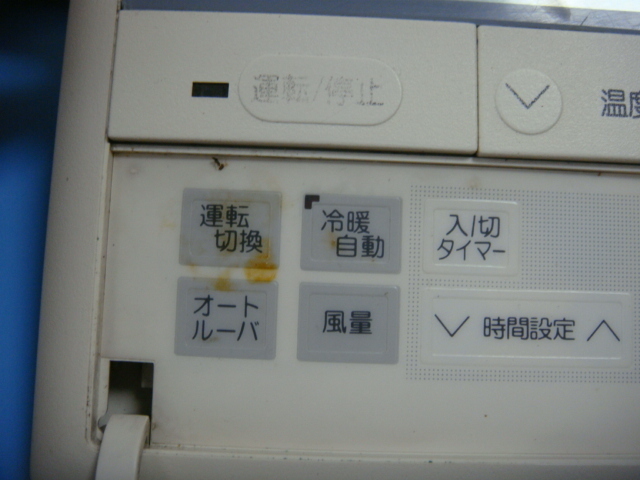 運転/停止
温度
運転
切換
冷暖
自動
入/切
タイマー
オート
ルーバ
風量
時間設定